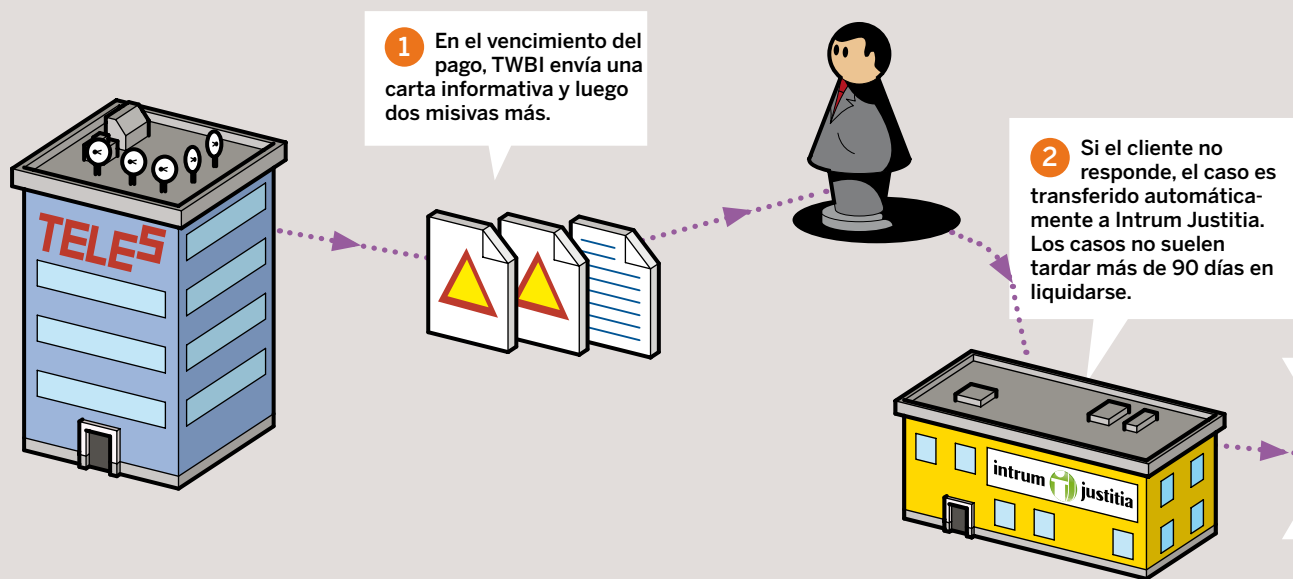 1 En el vencimiento del
pago, TWBI envía una
carta informativa y luego
dos misivas más.
TELES
2 Si el cliente no
responde, el caso es
transferido automática-
mente a Intrum Justitia.
Los casos no suelen
tardar más de 90 días en
liquidarse.
intrum justitia